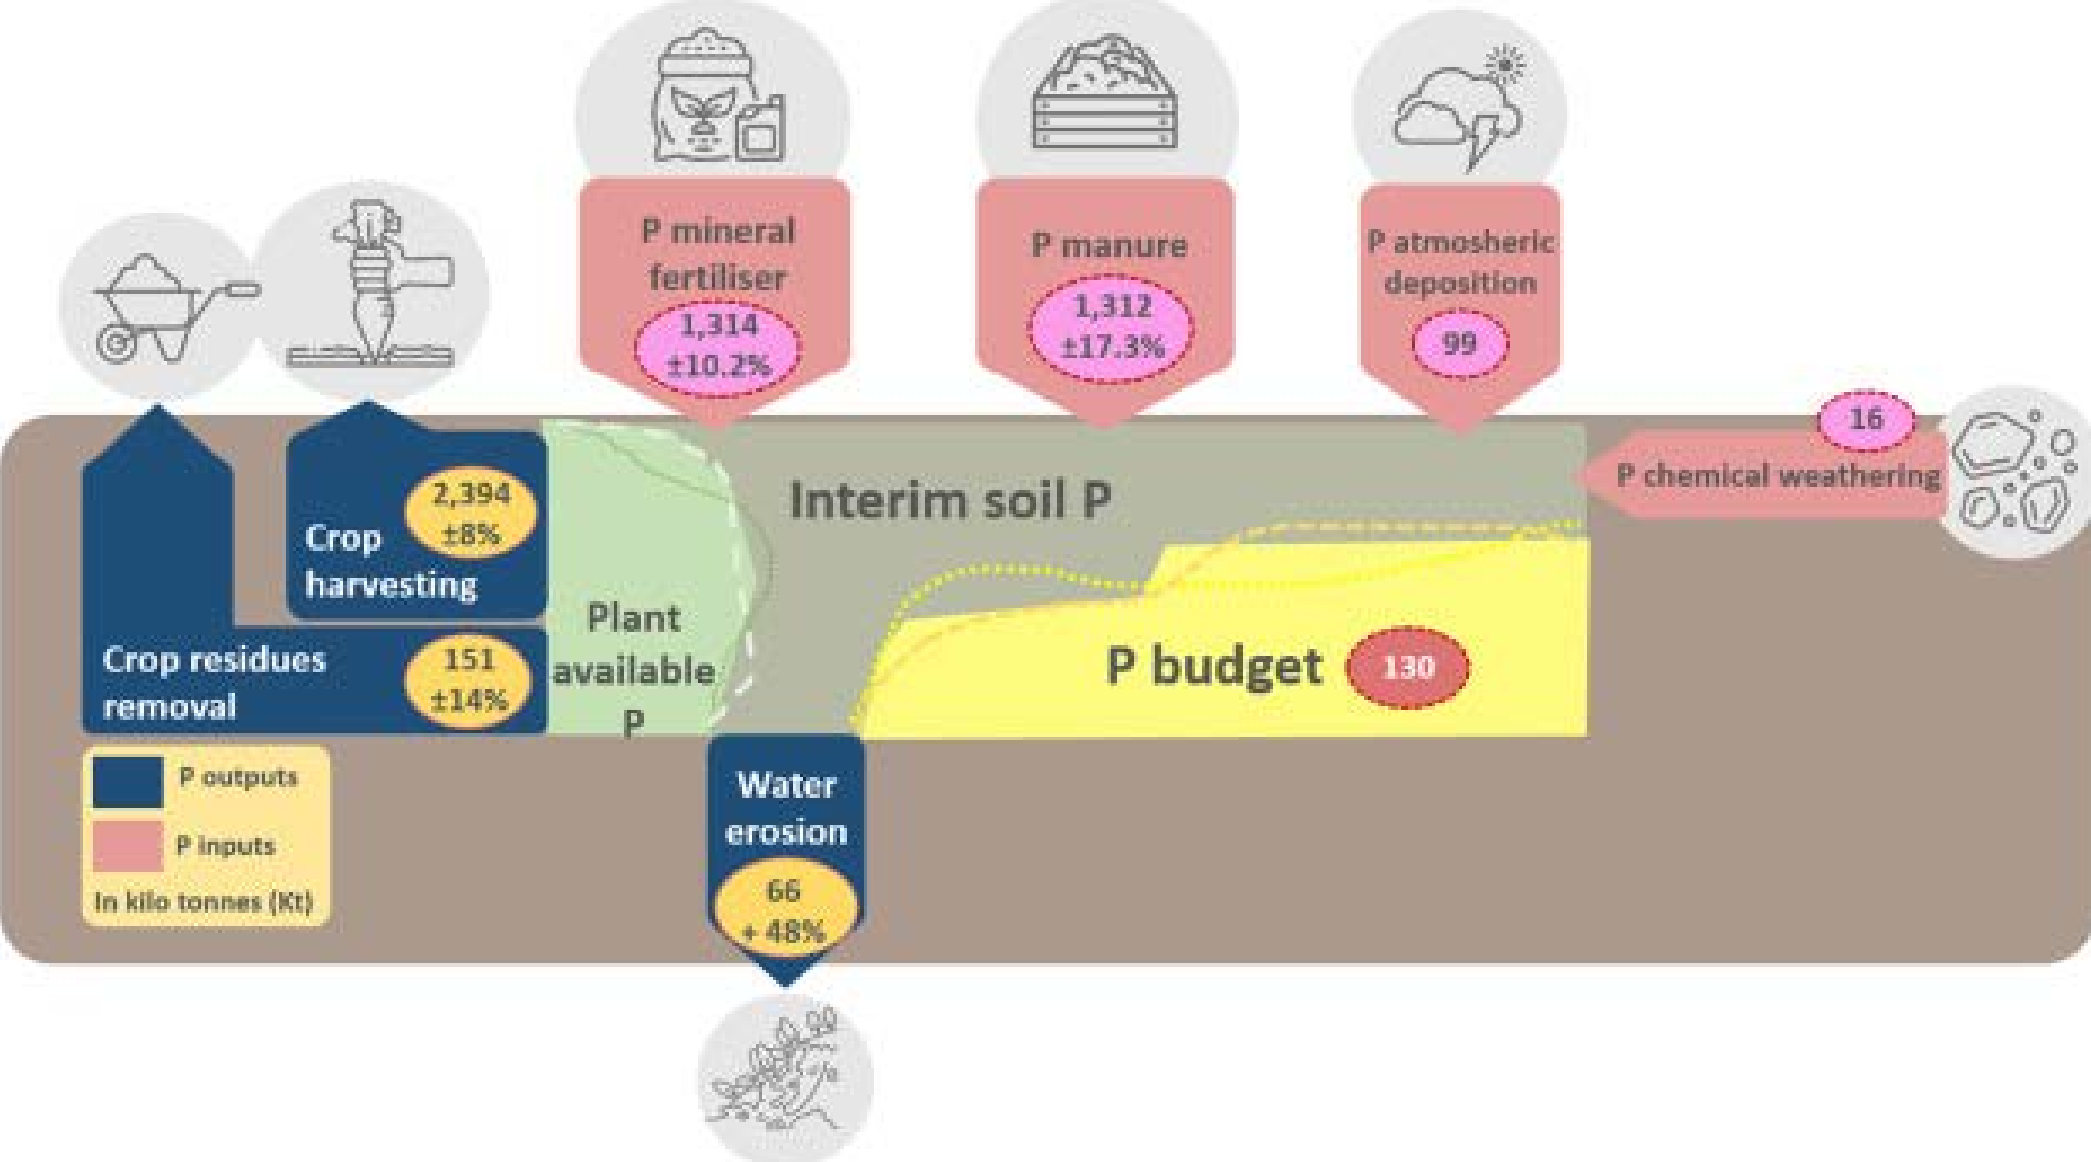 P mineral
fertiliser
1,314
±10.2%
P manure
1,312
±17.3%
P atmosheric
deposition
99
16
P chemical weathering
2,394
±8%
Crop
harvesting
Interim soil P
Plant
available
P
Crop residues
removal
151
±14%
P budget
130
P outputs
P inputs
In kilo tonnes (Kt)
Water
erosion
66
+ 48%